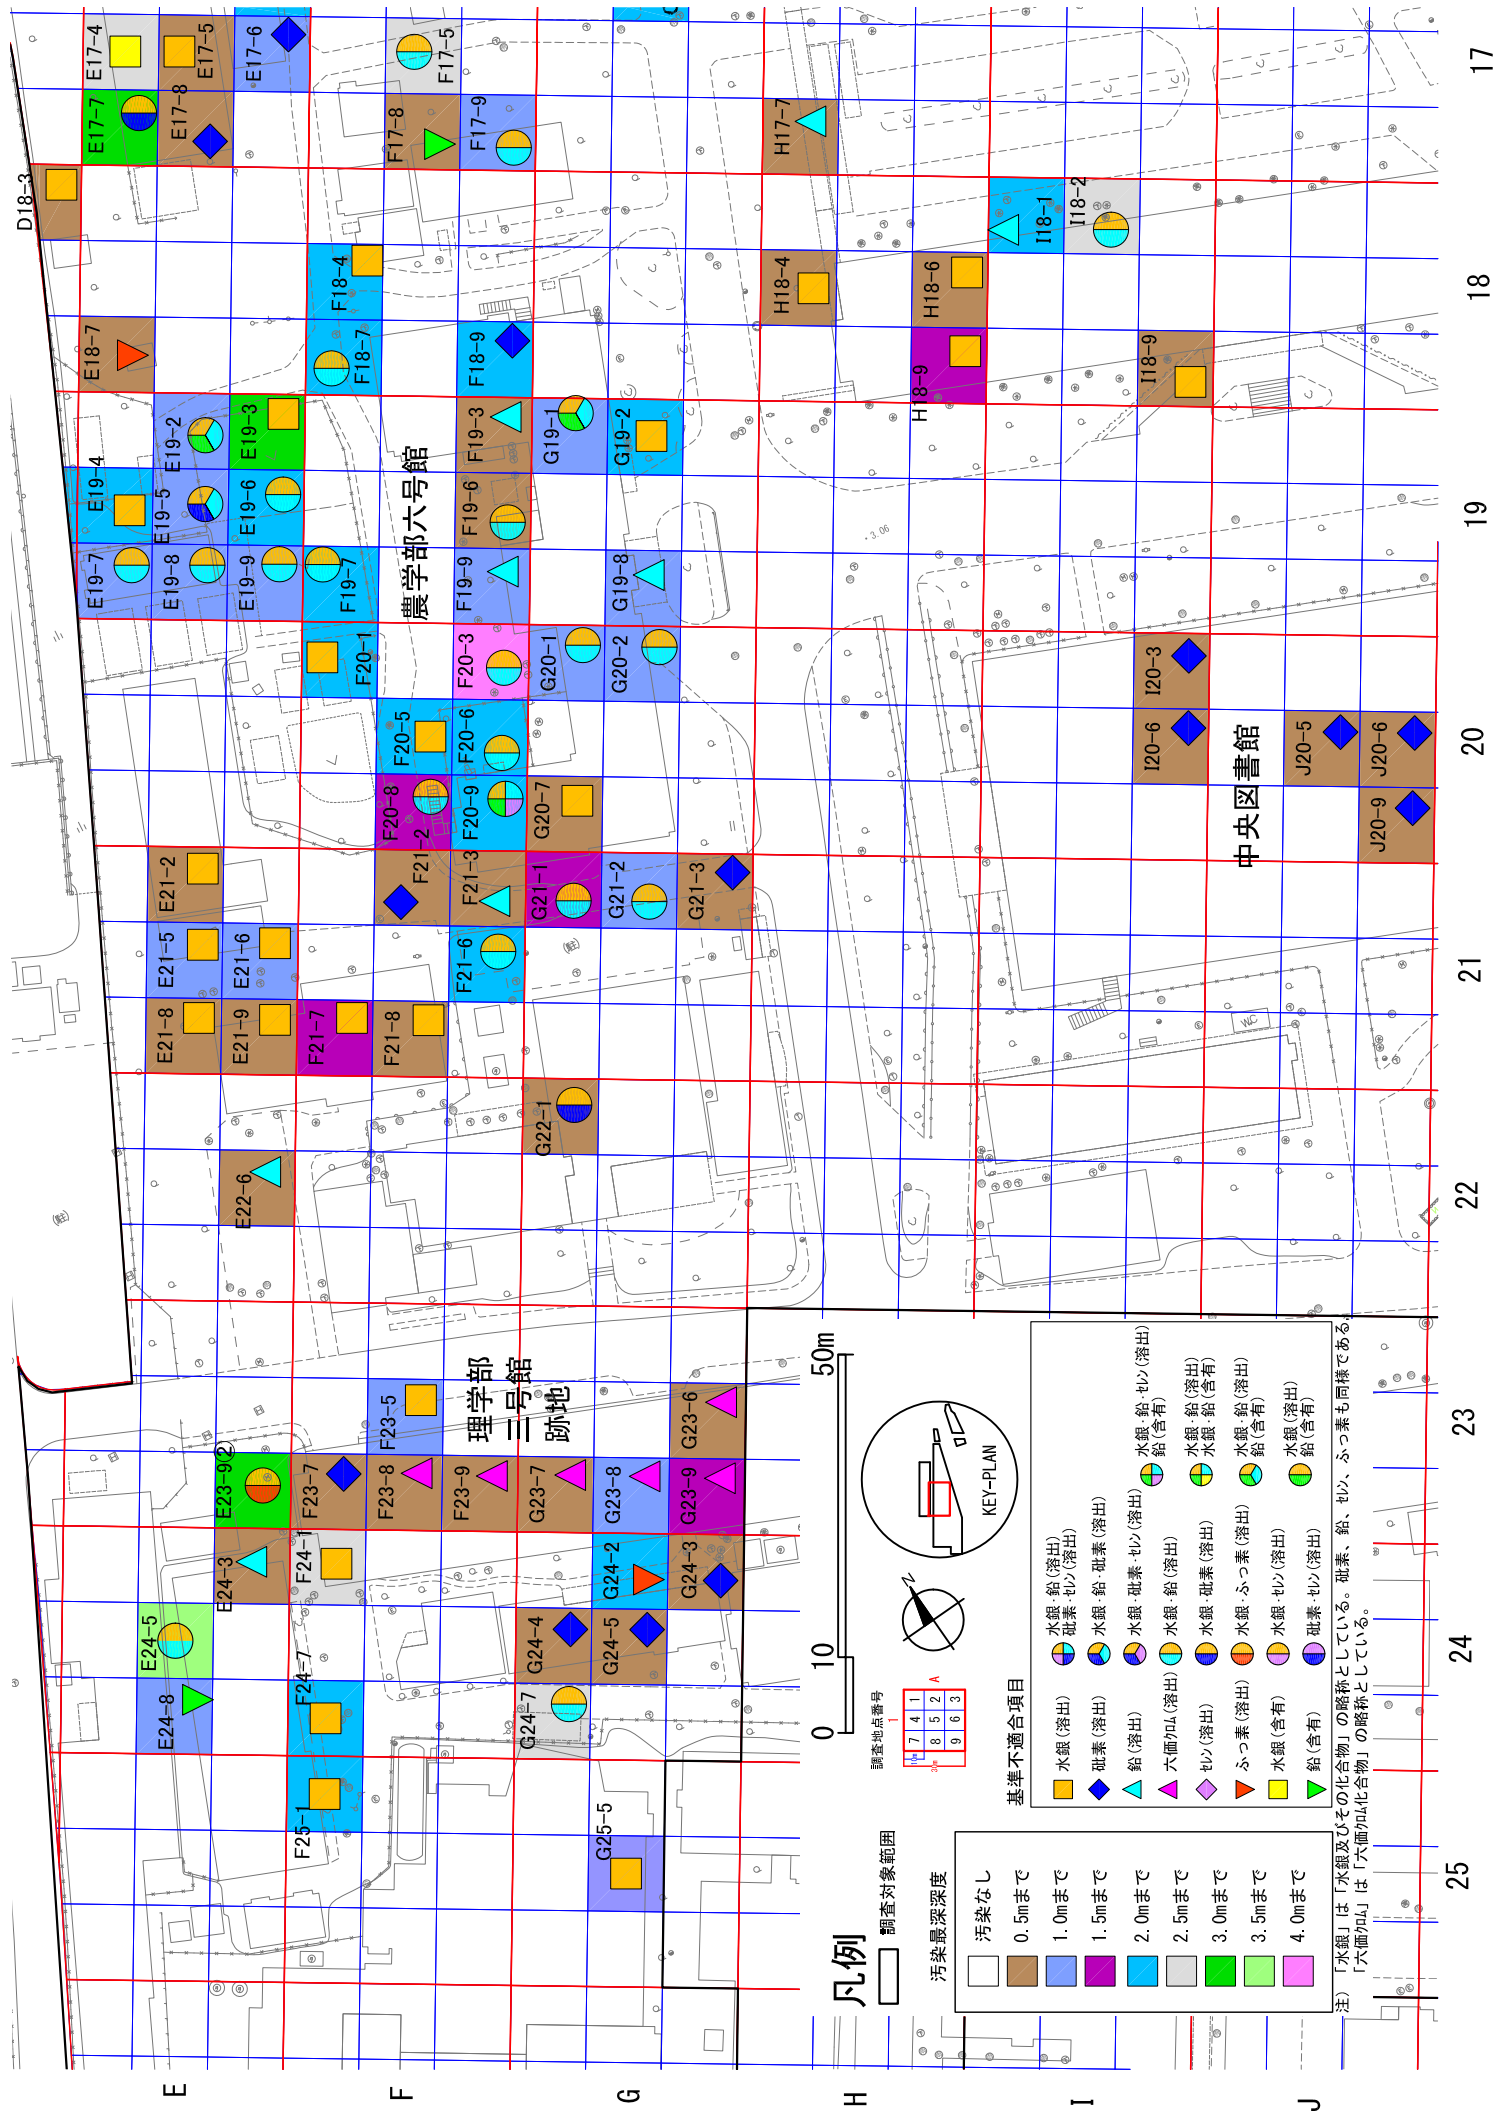 E17-4
E17-5
E17-6
E17-7
E17-8
F17-5
F17-8
F17-9
H17-7
17
D18-3
I18-1
I18-2
F18-4
H18-4
H18-6
18
E18-7
F18-7
F18-9
H18-9
I18-9
E19-2
E19-3
F19-3
G19-1
G19-2
農学部六号館
E19-4
E19-5
E19-6
F19-6
19
3.06
E19-7
E19-8
E19-9
F19-7
F19-9
G19-8
F20-1
F20-3
G20-1
G20-2
I20-3
F20-5
F20-6
I20-6
J20-5
J20-6
20
中央図書館
F20-8
F20-9
G20-7
J20-9
E21-2
F21-2
F21-3
G21-1
G21-2
G21-3
E21-5
E21-6
F21-6
21
E21-8
E21-9
F21-7
F21-8
WC
G22-1
E22-6
22
F23-5
理学部
三号館
跡地
G23-6
23
E23-9②
F23-7
F23-8
F23-9
G23-7
G23-8
G23-9
E24-3
F24-1
G24-2
G24-3
E24-5
G24-4
G24-5
24
E24-8
F24-7
G24-7
F25-1
G25-5
25
E
F
G
H
I
J
0
10
50m
凡例
調査対象範囲
汚染最深深度
汚染なし
0.5mまで
1.0mまで
1.5mまで
2.0mまで
2.5mまで
3.0mまで
3.5mまで
4.0mまで
調査地点番号
1
A
7 4 1
8 5 2
9 6 3
10m
30m
N
KEY-PLAN
基準不適合項目
水銀(溶出)
砒素(溶出)
鉛(溶出)
六価クロム(溶出)
セレン(溶出)
ふっ素(溶出)
水銀(含有)
鉛(含有)
水銀・鉛(溶出)
砒素・セレン(溶出)
水銀・鉛・砒素(溶出)
水銀・砒素・セレン(溶出)
水銀・鉛(溶出)
水銀・砒素(溶出)
水銀・ふっ素(溶出)
水銀・セレン(溶出)
砒素・セレン(溶出)
水銀・鉛・セレン(溶出)
鉛(含有)
水銀・鉛(溶出)
水銀・鉛(含有)
水銀・鉛(溶出)
鉛(含有)
水銀(溶出)
鉛(含有)
注) 「水銀」は「水銀及びその化合物」の略称としている。砒素、鉛、セレン、ふっ素も同様である。
「六価クロム」は「六価クロム化合物」の略称としている。